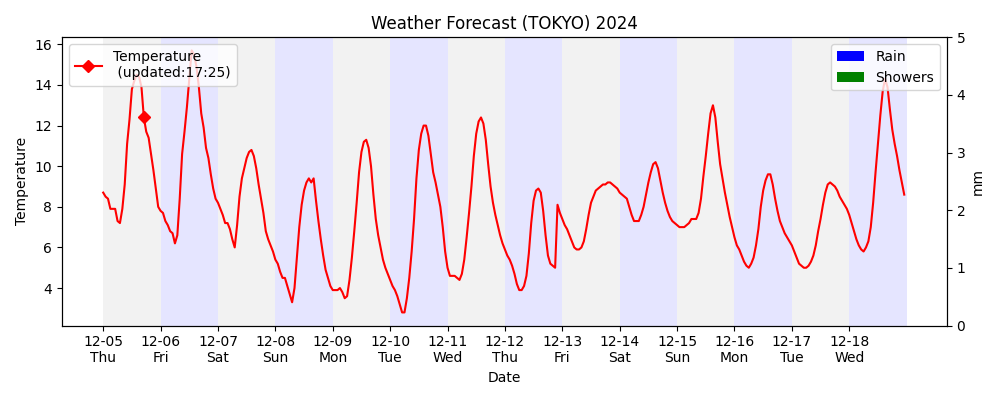 Weather Forecast (TOKYO) 2024
Temperature
(updated:17:25)
Rain
Showers
Temperature
16
14
12
10
8
6
4
5
4
3
2
1
0
mm
12-05 12-06 12-07 12-08 12-09 12-10 12-11 12-12 12-13 12-14 12-15 12-16 12-17 12-18
Thu Fri Sat Sun Mon Tue Wed Thu Fri Sat Sun Mon Tue Wed
Date